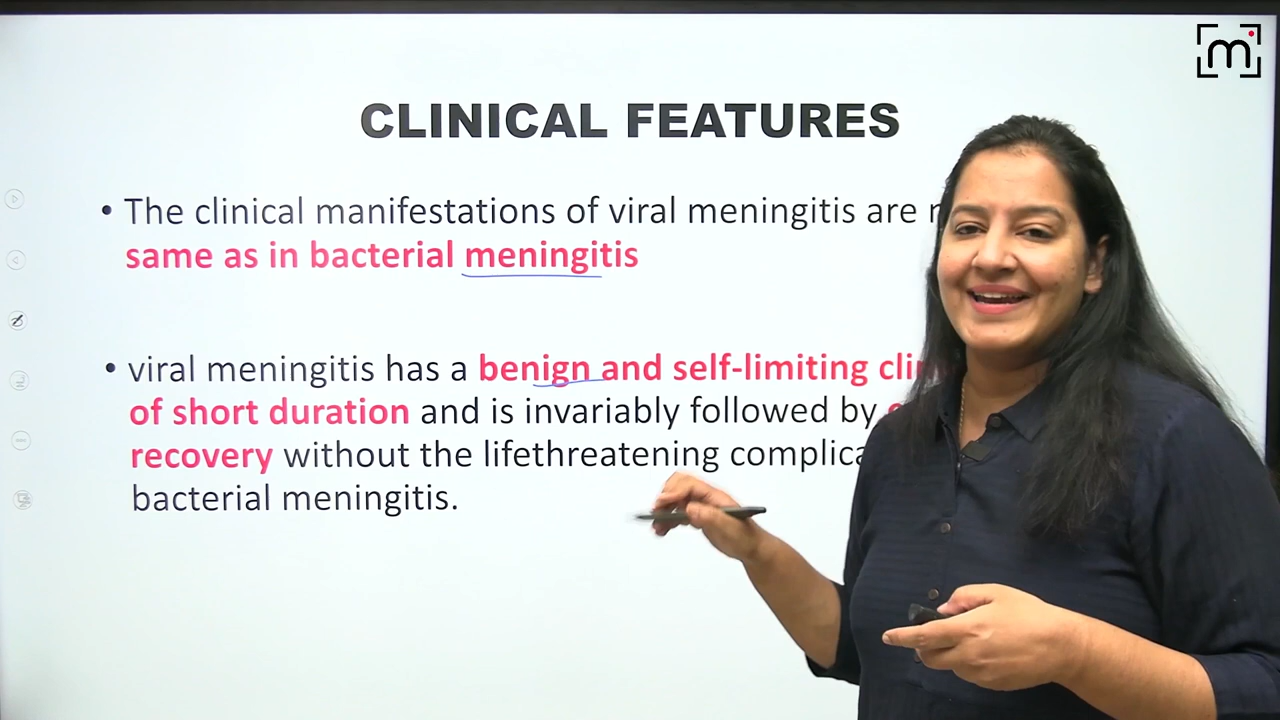 m
CLINICAL FEATURES
• The clinical manifestations of viral meningitis are
same as in bacterial meningitis
• viral meningitis has a benign and self-limiting
of short duration and is invariably followed by
recovery without the lifethreatening
bacterial meningitis.